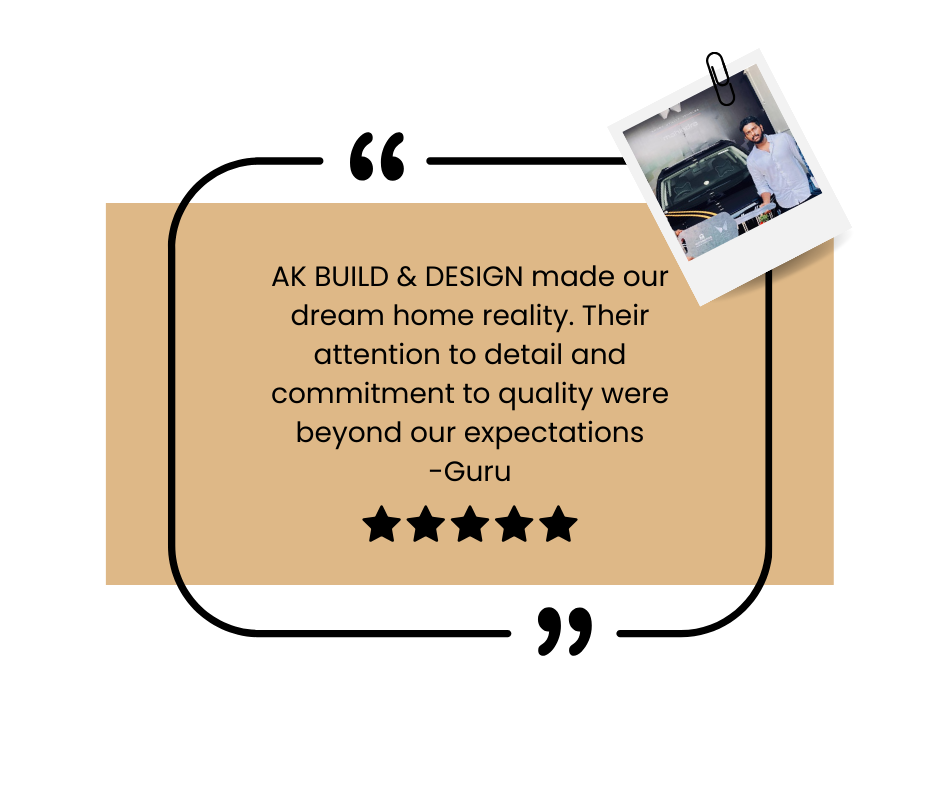 AK BUILD & DESIGN made our
dream home reality. Their
attention to detail and
commitment to quality were
beyond our expectations
-Guru